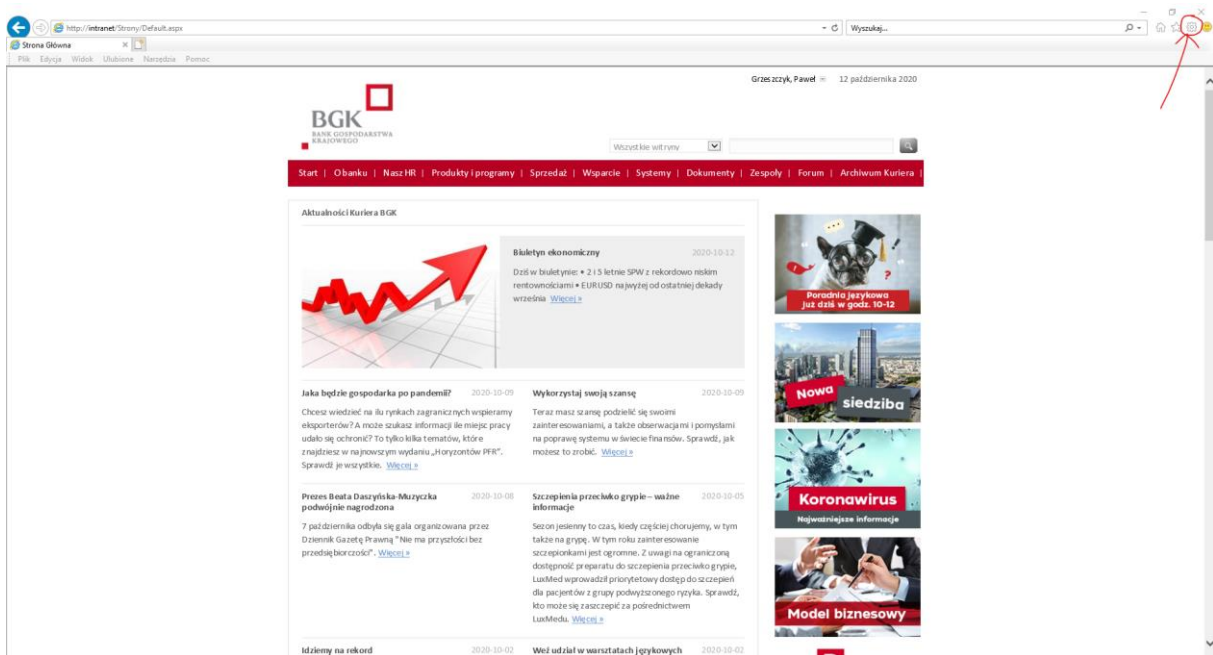 http://intranet/Strony/Default.aspx
Wyszukaj...
Strona Główna
Plik Edycja Widok Ulubione Narzędzia Pomoc
Grzeszczyk, Paweł
12 października 2020
BGK
BANK GOSPODARSTWA
KRAJOWEGO
Wszystkie witryny
Start | O banku | Nasz HR | Produkty i programy | Sprzedaż | Wsparcie | Systemy | Dokumenty | Zespoły | Forum | Archiwum Kuriera |
Aktualności Kuriera BGK
Biuletyn ekonomiczny 2020-10-12
Dziś w biuletynie: • 2 i 5 letnie SPW z rekordowo niskim
rentownościami • EURUSD najwyżej od ostatniej dekady
września Więcej »
Jaka będzie gospodarka po pandemii? 2020-10-09
Chcesz wiedzieć na ilu rynkach zagranicznych wspieramy
eksporterów? A może szukasz informacji ile miejsc pracy
udało się ochronić? To tylko kilka tematów, które
znajdziesz w najnowszym wydaniu „Horyzontów PFR”.
Sprawdź je wszystkie. Więcej »
Wykorzystaj swoją szansę 2020-10-09
Teraz masz szansę podzielić się swoimi
zainteresowaniami, a także obserwacjami i pomysłami
na poprawę systemu w świecie finansów. Sprawdź, jak
możesz to zrobić. Więcej »
Prezes Beata Daszyńska-Muzyczka 2020-10-08
podwójnie nagrodzona
7 października odbyła się gala organizowana przez
Dziennik Gazetę Prawną "Nie ma przyszłości bez
przedsiębiorczości". Więcej »
Szczepienia przeciwko grypie – ważne 2020-10-05
informacje
Sezon jesienny to czas, kiedy częściej chorujemy, w tym
także na grypę. W tym roku zainteresowanie
szczepionkami jest ogromne. Z uwagi na ograniczoną
dostępność preparatu do szczepienia przeciwko grypie,
LuxMed wprowadził priorytetowy dostęp do szczepień
dla pacjentów z grupy podwyższonego ryzyka. Sprawdź,
kto może się zaszczepić za pośrednictwem
LuxMedu. Więcej »
Idziemy na rekord 2020-10-02
Weź udział w warsztatach językowych 2020-10-02
Poradnia językowa
już dziś w godz. 10-12
Nowa
siedziba
Koronawirus
Najważniejsze informacje
Model biznesowy